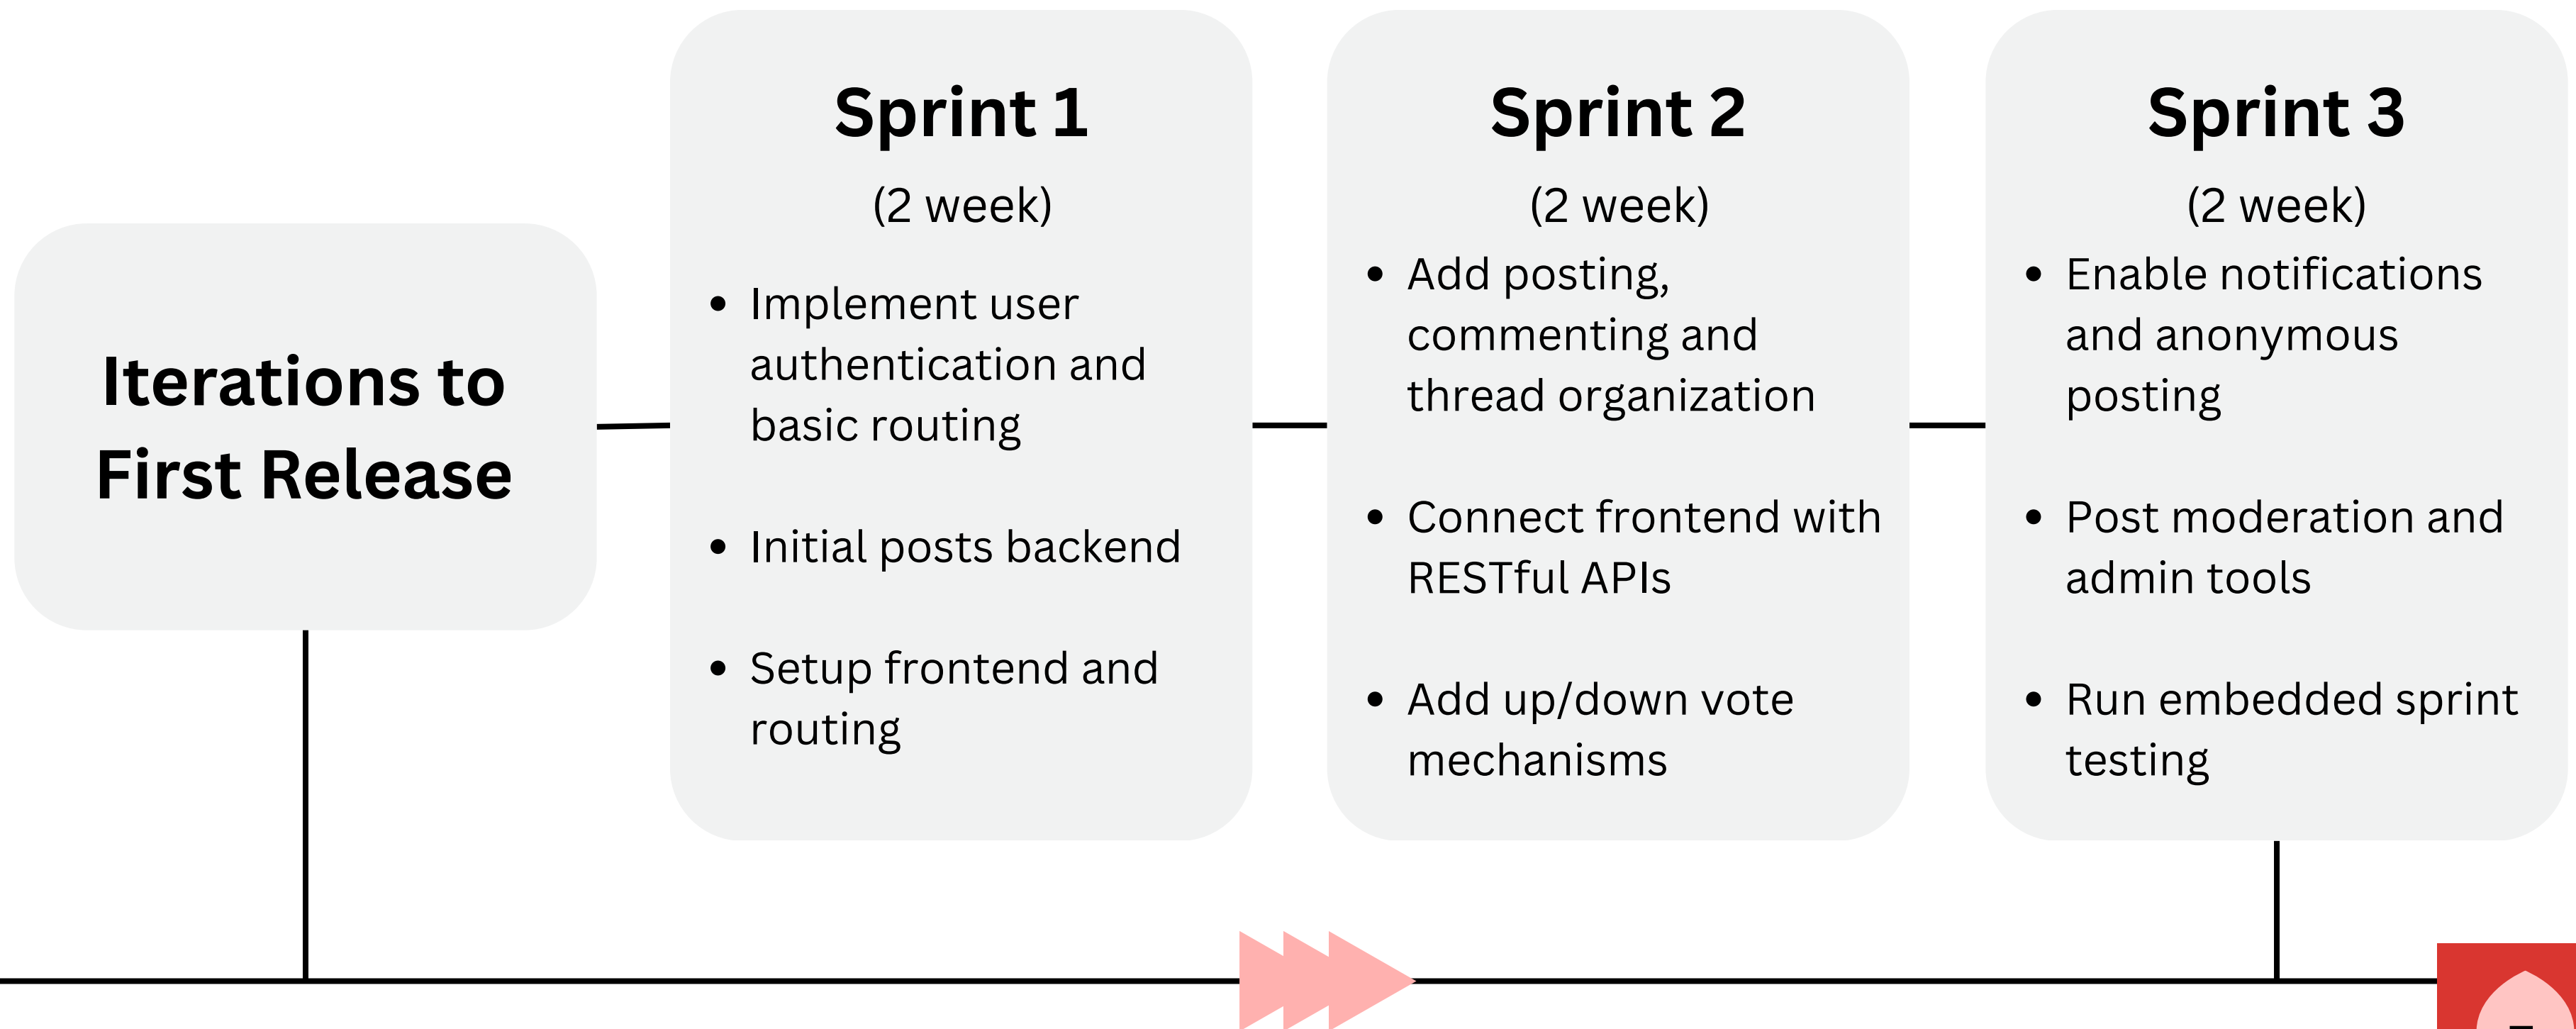 Iterations to
First Release
Sprint 1
(2 week)
• Implement user
authentication and
basic routing
• Initial posts backend
• Setup frontend and
routing
Sprint 2
(2 week)
• Add posting,
commenting and
thread organization
• Connect frontend with
RESTful APIs
• Add up/down vote
mechanisms
Sprint 3
(2 week)
• Enable notifications
and anonymous
posting
• Post moderation and
admin tools
• Run embedded sprint
testing